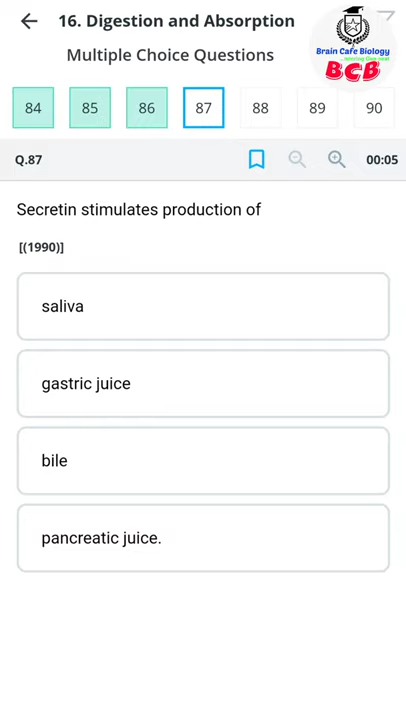 16. Digestion and Absorption
Multiple Choice Questions
Brain Cafe Biology
BCB
84 85 86 87 88 89 90
Q.87 00:05
Secretin stimulates production of
[(1990)]
saliva
gastric juice
bile
pancreatic juice.